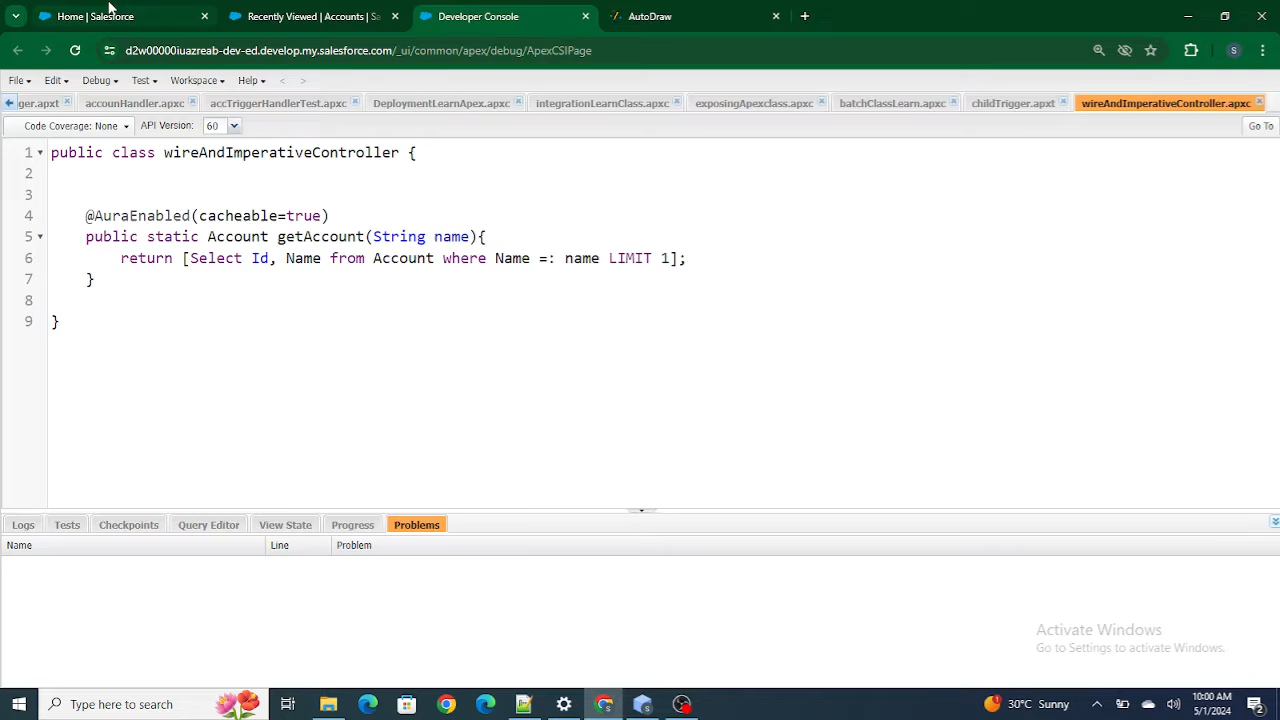 Home | Salesforce
Recently Viewed | Accounts | Sa
Developer Console
AutoDraw
d2w00000iuazreab-dev-ed.develop.my.salesforce.com/_ui/common/apex/debug/ApexCSIPage
S
File
Edit
Debug
Test
Workspace
Help
<
>
ger.apxt
accounHandler.apxc
accTriggerHandlerTest.apxc
DeploymentLearnApex.apxc
integrationLearnClass.apxc
exposingApexclass.apxc
batchClassLearn.apxc
childTrigger.apxt
wireAndImperativeController.apxc
Code Coverage: None
API Version:
60
Go To
1 public class wireAndImperativeController {
2
3
4 @AuraEnabled(cacheable=true)
5 public static Account getAccount(String name){
6 return [Select Id, Name from Account where Name =: name LIMIT 1];
7 }
8
9 }
Logs
Tests
Checkpoints
Query Editor
View State
Progress
Problems
Name
Line
Problem
Activate Windows
Go to Settings to activate Windows.
Type here to search
30°C Sunny
10:00 AM
5/1/2024
2